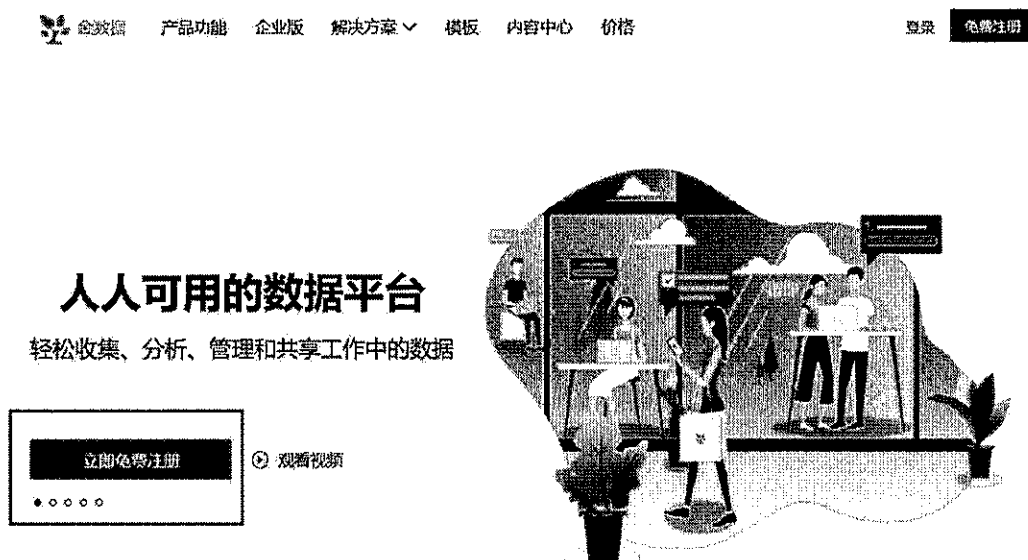 金数据 产品功能 企业版 解决方案 模板 内容中心 价格 登录 免费注册
人人可用的数据平台
轻松收集、分析、管理和共享工作中的数据
立即免费注册 观看视频